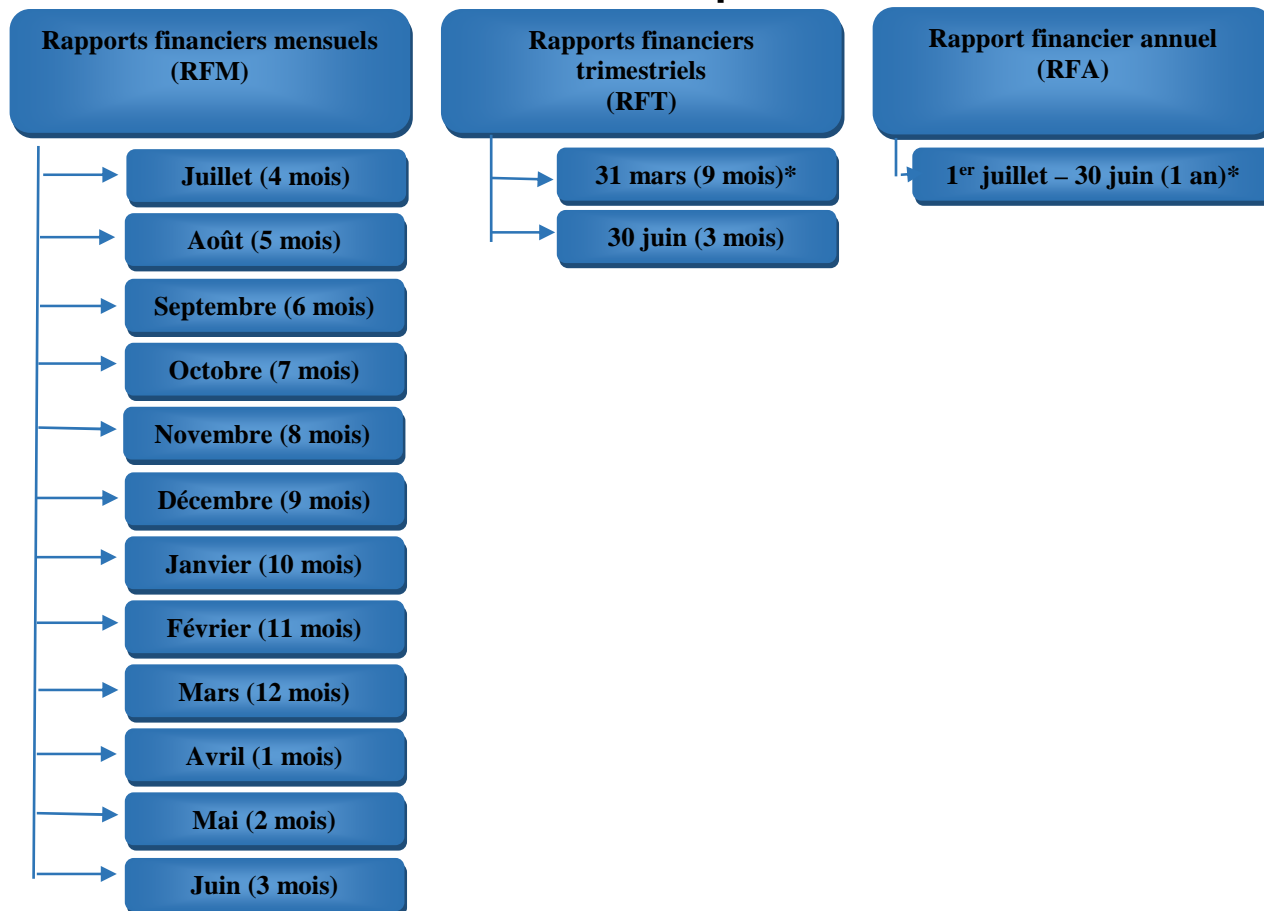 Rapports financiers mensuels
(RFM)
Juillet (4 mois)
Août (5 mois)
Septembre (6 mois)
Octobre (7 mois)
Novembre (8 mois)
Décembre (9 mois)
Janvier (10 mois)
Février (11 mois)
Mars (12 mois)
Avril (1 mois)
Mai (2 mois)
Juin (3 mois)
Rapports financiers
trimestriels
(RFT)
31 mars (9 mois)*
30 juin (3 mois)
Rapport financier annuel
(RFA)
1er juillet – 30 juin (1 an)*